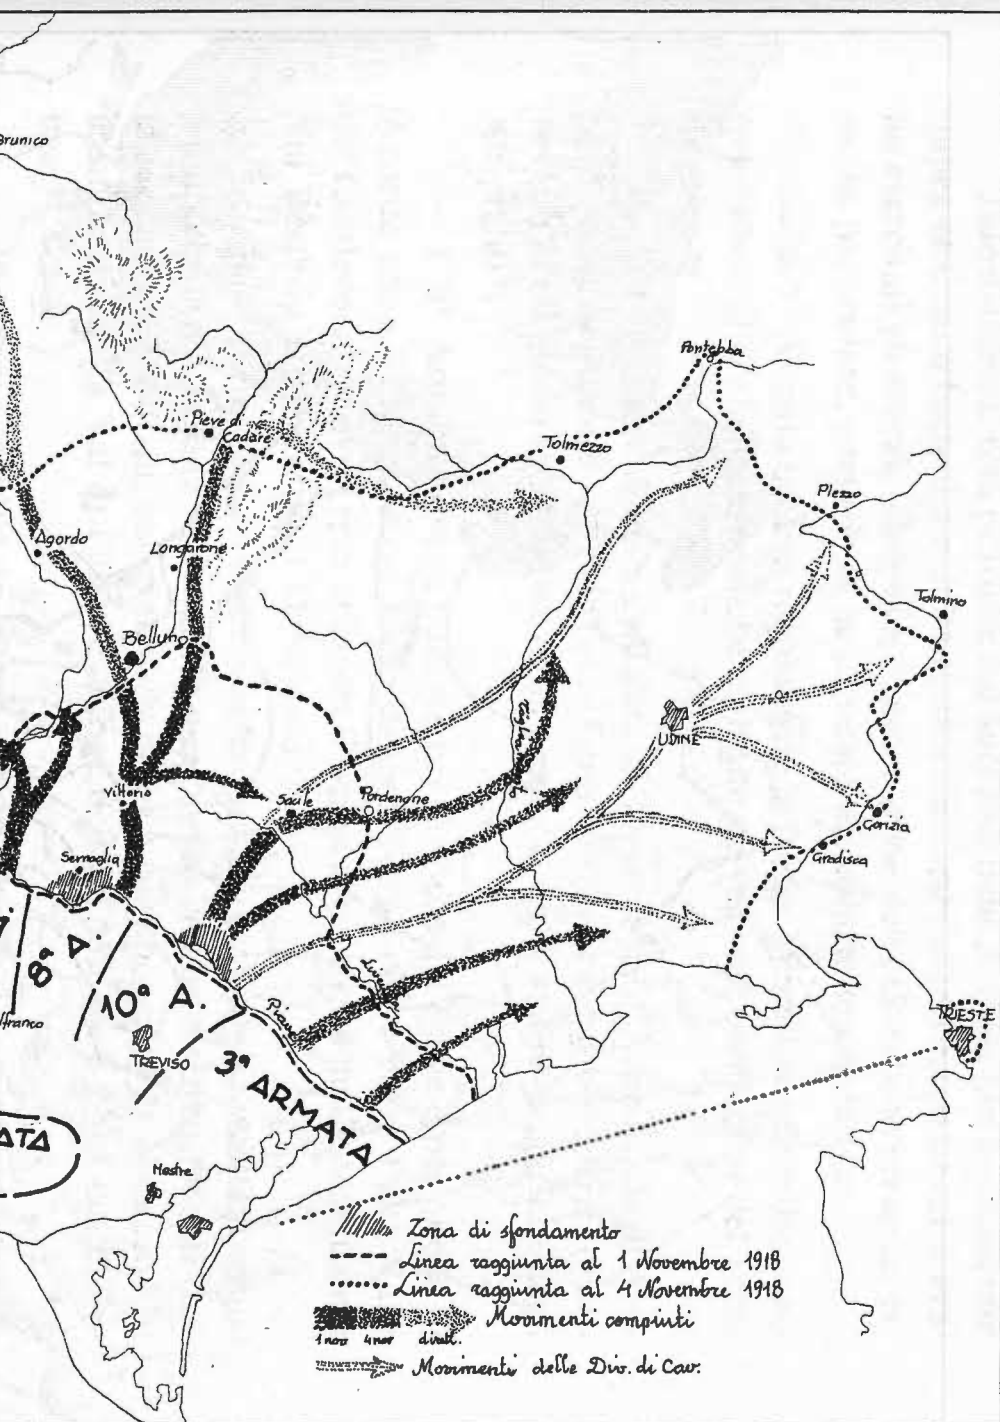 Brunico
Pontebba
Pieve di
Cadore
Tolmezzo
Plezzo
Agordo
Longarone
Tolmino
Belluno
UDINE
Vittorio
Sacile
Pordenone
Gorizia
Sernaglia
Gradisca
8ª A.
10ª A.
Piave
TRIESTE
TREVISO
3ª ARMATA
Mestre
Zona di sfondamento
Linea raggiunta al 1 Novembre 1918
Linea raggiunta al 4 Novembre 1918
Movimenti compiuti
1 nov 4 nov direll.
Movimenti delle Div. di Cav.